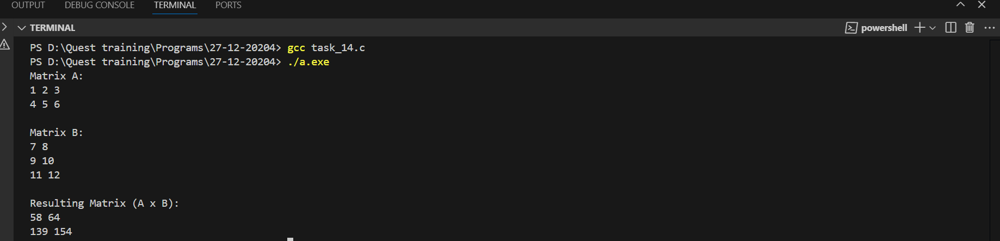 OUTPUT DEBUG CONSOLE TERMINAL PORTS
TERMINAL powershell
PS D:\Quest training\Programs\27-12-20204> gcc task_14.c
PS D:\Quest training\Programs\27-12-20204> ./a.exe
Matrix A:
1 2 3
4 5 6
Matrix B:
7 8
9 10
11 12
Resulting Matrix (A x B):
58 64
139 154